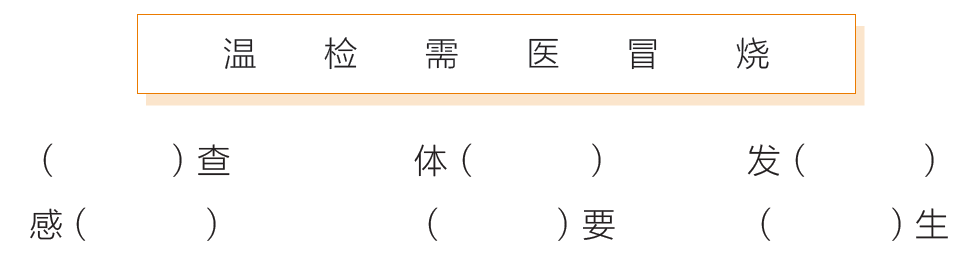 温 检 需 医 冒 烧
（ ）查 体（ ） 发（ ）
感（ ） （ ）要 （ ）生